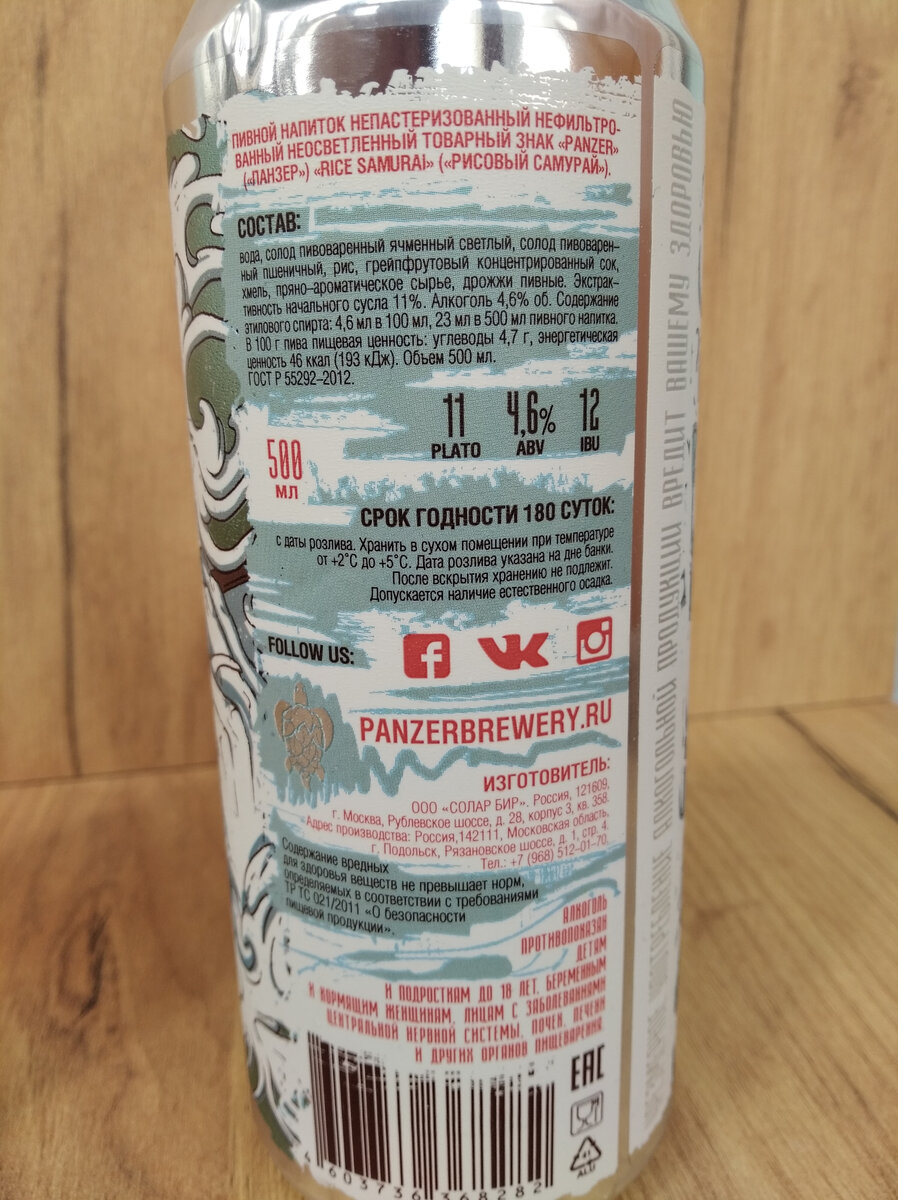 ПИВНОЙ НАПИТОК НЕПАСТЕРИЗОВАННЫЙ НЕФИЛЬТРО-
ВАННЫЙ НЕОСВЕТЛЕННЫЙ ТОВАРНЫЙ ЗНАК «PANZER»
(«ПАНЗЕР») «RICE SAMURAI» («РИСОВЫЙ САМУРАЙ»).
СОСТАВ:
вода, солод пивоваренный ячменный светлый, солод пивоварен-
ный пшеничный, рис, грейпфрутовый концентрированный сок,
хмель, пряно-ароматическое сырье, дрожжи пивные. Экстрак-
тивность начального сусла 11%. Алкоголь 4,6% об. Содержание
этилового спирта: 4,6 мл в 100 мл, 23 мл в 500 мл пивного напитка.
В 100 г пива пищевая ценность: углеводы 4,7 г, энергетическая
ценность 46 ккал (193 кДж). Объем 500 мл.
ГОСТ Р 55292-2012.
11 4,6% 12
PLATO ABV IBU
500
МЛ
СРОК ГОДНОСТИ 180 СУТОК:
с даты розлива. Хранить в сухом помещении при температуре
от +2°C до +5°C. Дата розлива указана на дне банки.
После вскрытия хранению не подлежит.
Допускается наличие естественного осадка.
FOLLOW US:
PANZERBREWERY.RU
ИЗГОТОВИТЕЛЬ:
ООО «СОЛАР БИР». Россия, 121609,
г. Москва, Рублевское шоссе, д. 28, корпус 3, кв. 358.
Адрес производства: Россия,142111, Московская область,
г. Подольск, Рязановское шоссе, д. 1, стр. 4.
Тел.: +7 (968) 512-01-70.
Содержание вредных
для здоровья веществ не превышает норм,
определяемых в соответствии с требованиями
ТР ТС 021/2011 «О безопасности
пищевой продукции».
АЛКОГОЛЬ
ПРОТИВОПОКАЗАН
ДЕТЯМ
И ПОДРОСТКАМ ДО 18 ЛЕТ, БЕРЕМЕННЫМ
И КОРМЯЩИМ ЖЕНЩИНАМ, ЛИЦАМ С ЗАБОЛЕВАНИЯМИ
ЦЕНТРАЛЬНОЙ НЕРВНОЙ СИСТЕМЫ, ПОЧЕК, ПЕЧЕНИ
И ДРУГИХ ОРГАНОВ ПИЩЕВАРЕНИЯ.
EAC
41
ALU
4 603736 368282
ЧРЕЗМЕРНОЕ УПОТРЕБЛЕНИЕ АЛКОГОЛЬНОЙ ПРОДУКЦИИ ВРЕДИТ ВАШЕМУ ЗДОРОВЬЮ